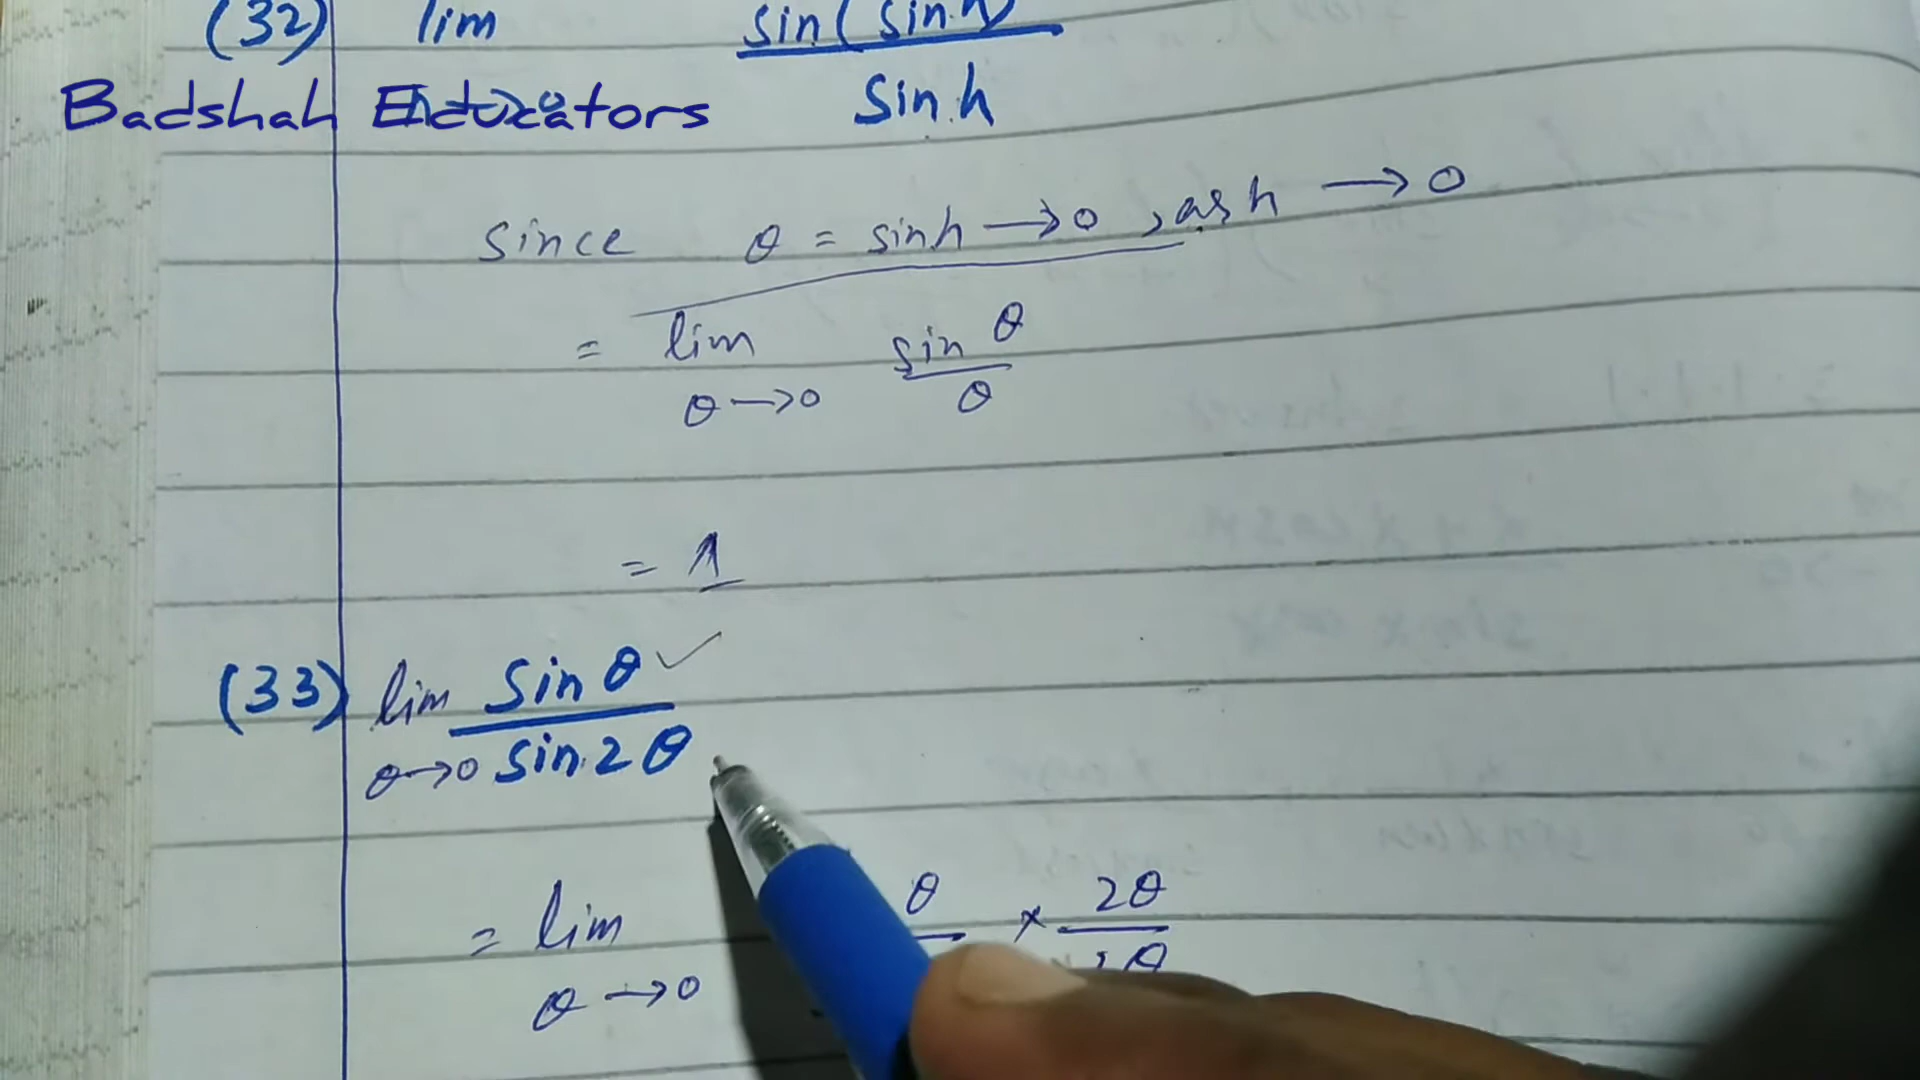 (32) lim sin(sin h)
Badshah Educators sin h
since θ = sin h → 0 , as h → 0
= lim sin θ
θ → 0 θ
= 1
(33) lim sin θ ✓
θ → 0 sin 2θ
= lim θ × 2θ
θ → 0 2θ